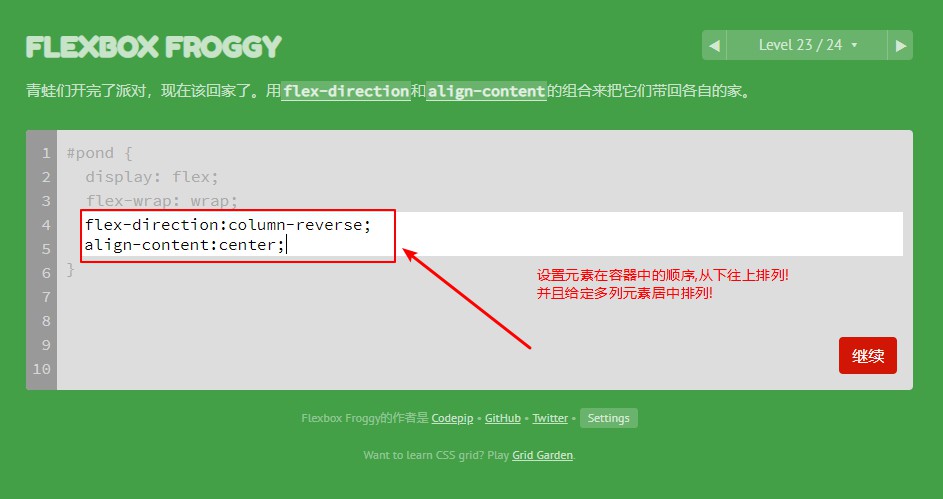 FLEXBOX FROGGY
◀ Level 23 / 24 ▾ ▶
青蛙们开完了派对，现在该回家了。用flex-direction和align-content的组合来把它们带回各自的家。
1 #pond {
2 display: flex;
3 flex-wrap: wrap;
4 flex-direction:column-reverse;
5 align-content:center;
6 }
设置元素在容器中的顺序,从下往上排列!
7
并且给定多列元素居中排列!
8
9
继续
10
Flexbox Froggy的作者是 Codepip • GitHub • Twitter • Settings
Want to learn CSS grid? Play Grid Garden.